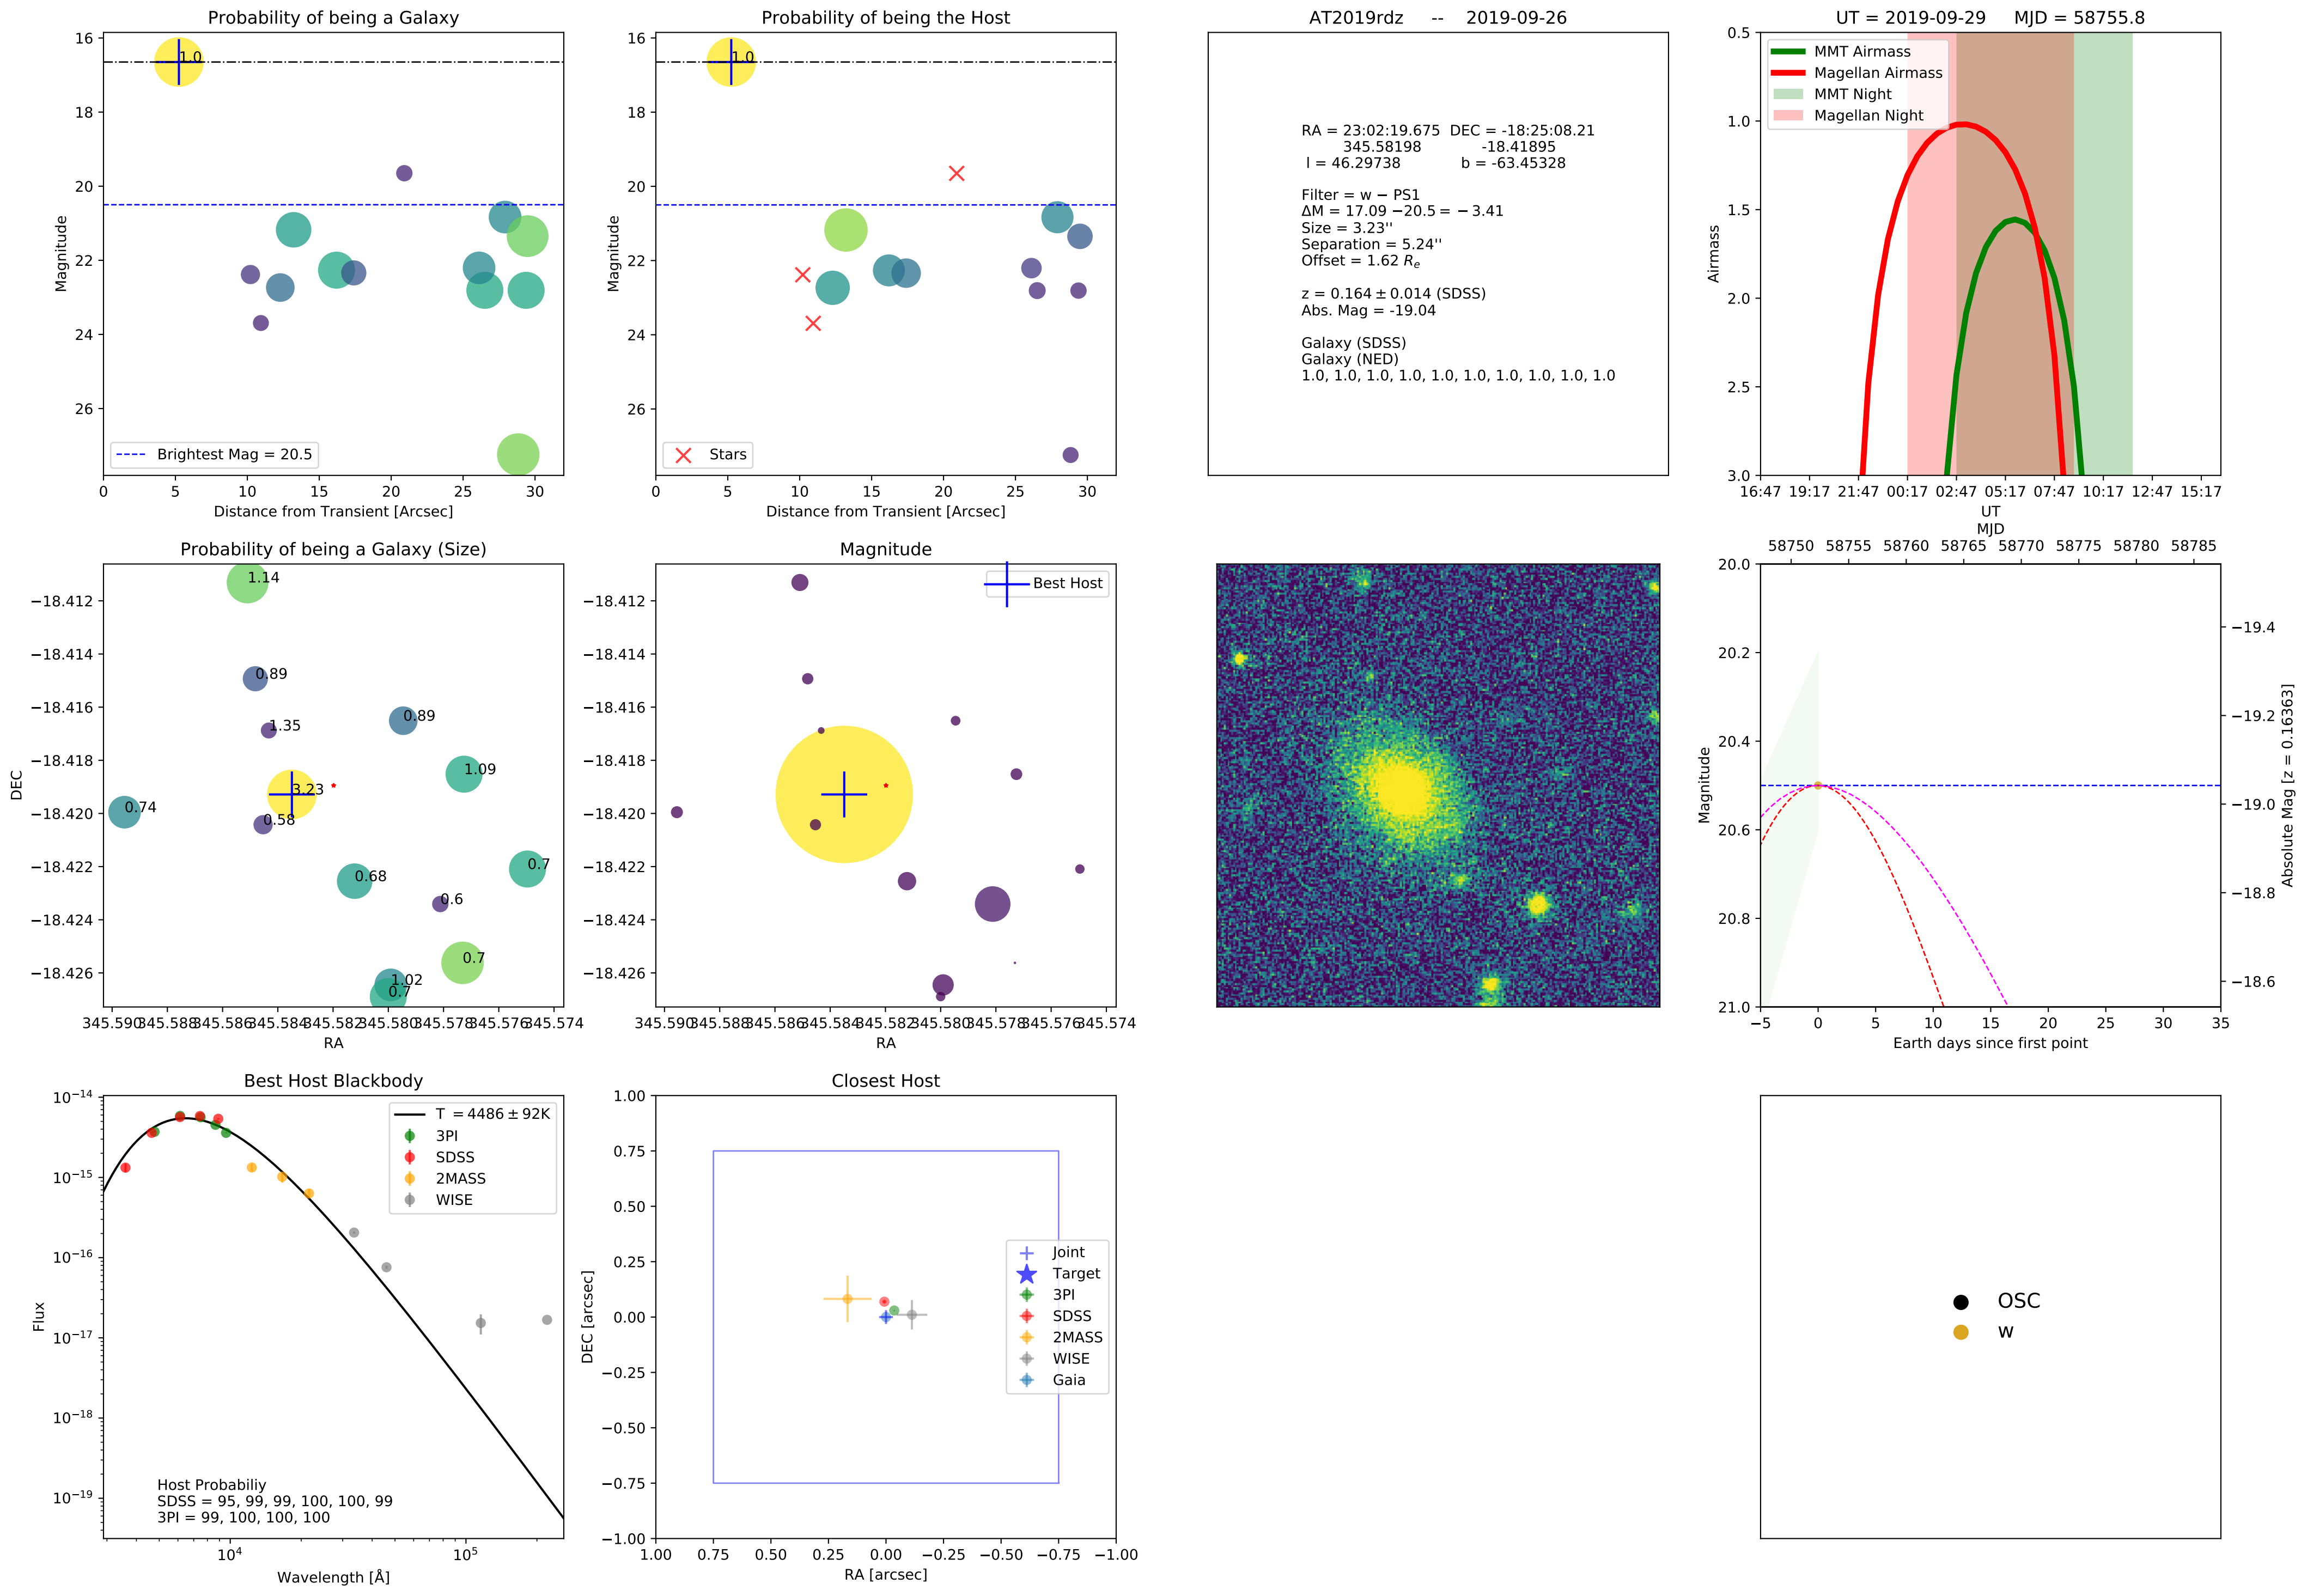 Probability of being a Galaxy
16
18
20
22
24
26
Magnitude
1.0
Brightest Mag = 20.5
0
5
10
15
20
25
30
Distance from Transient [Arcsec]
Probability of being the Host
16
18
20
22
24
26
Magnitude
1.0
Stars
0
5
10
15
20
25
30
Distance from Transient [Arcsec]
AT2019rdz -- 2019-09-26
RA = 23:02:19.675 DEC = -18:25:08.21
345.58198 -18.41895
l = 46.29738 b = -63.45328
Filter = w − PS1
ΔM = 17.09 −20.5 = −3.41
Size = 3.23''
Separation = 5.24''
Offset = 1.62 Re
z = 0.164 ± 0.014 (SDSS)
Abs. Mag = -19.04
Galaxy (SDSS)
Galaxy (NED)
1.0, 1.0, 1.0, 1.0, 1.0, 1.0, 1.0, 1.0, 1.0, 1.0
UT = 2019-09-29 MJD = 58755.8
0.5
1.0
1.5
2.0
2.5
3.0
Airmass
MMT Airmass
Magellan Airmass
MMT Night
Magellan Night
16:47 19:17 21:47 00:17 02:47 05:17 07:47 10:17 12:47 15:17
UT
Probability of being a Galaxy (Size)
−18.412
−18.414
−18.416
−18.418
−18.420
−18.422
−18.424
−18.426
DEC
1.14
0.89
1.35
0.89
1.09
3.23
0.74
0.58
0.7
0.68
0.6
0.7
1.02
0.7
345.590 345.588 345.586 345.584 345.582 345.580 345.578 345.576 345.574
RA
Magnitude
−18.412
−18.414
−18.416
−18.418
−18.420
−18.422
−18.424
−18.426
Best Host
345.590 345.588 345.586 345.584 345.582 345.580 345.578 345.576 345.574
RA
MJD
58750 58755 58760 58765 58770 58775 58780 58785
20.0
20.2
20.4
20.6
20.8
21.0
Magnitude
−19.4
−19.2
−19.0
−18.8
−18.6
Absolute Mag [z = 0.16363]
−5 0 5 10 15 20 25 30 35
Earth days since first point
Best Host Blackbody
10−14
10−15
10−16
10−17
10−18
10−19
Flux
T = 4486 ± 92K
3PI
SDSS
2MASS
WISE
Host Probabiliy
SDSS = 95, 99, 99, 100, 100, 99
3PI = 99, 100, 100, 100
104 105
Wavelength [Å]
Closest Host
1.00
0.75
0.50
0.25
0.00
−0.25
−0.50
−0.75
−1.00
DEC [arcsec]
Joint
Target
3PI
SDSS
2MASS
WISE
Gaia
1.00 0.75 0.50 0.25 0.00 −0.25 −0.50 −0.75 −1.00
RA [arcsec]
OSC
w